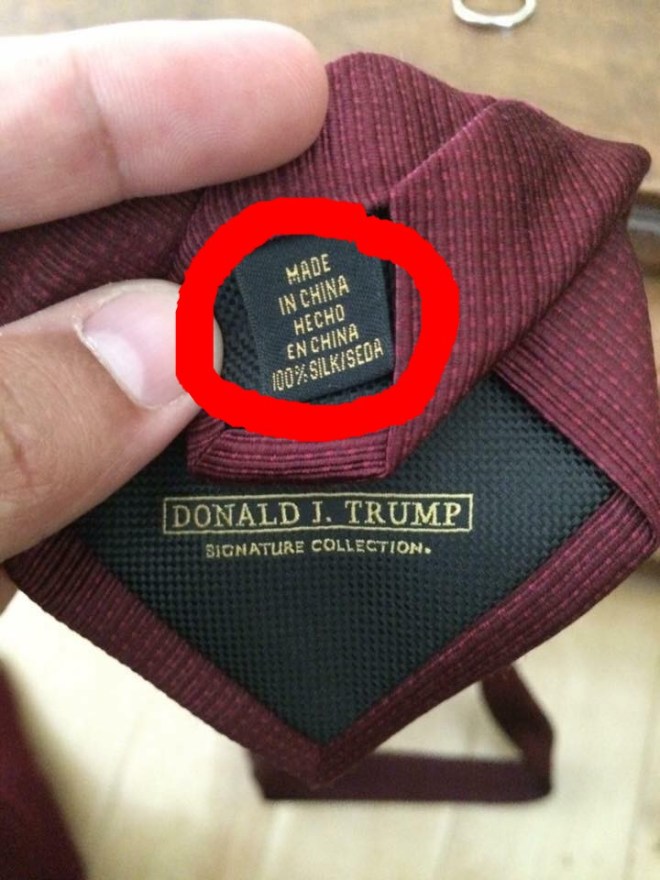 MADE
IN CHINA
HECHO
EN CHINA
100% SILK/SEDA
DONALD J. TRUMP
SIGNATURE COLLECTION.